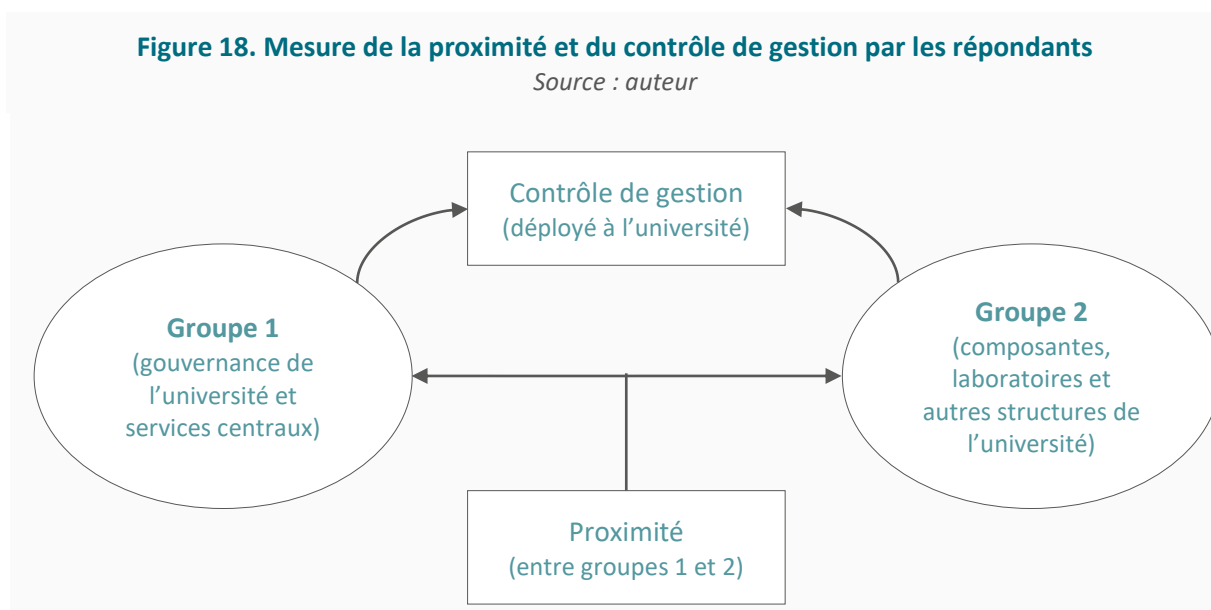 Figure 18. Mesure de la proximité et du contrôle de gestion par les répondants
Source : auteur
Contrôle de gestion
(déployé à l’université)
Groupe 1
(gouvernance de
l’université et
services centraux)
Groupe 2
(composantes,
laboratoires et
autres structures de
l’université)
Proximité
(entre groupes 1 et 2)